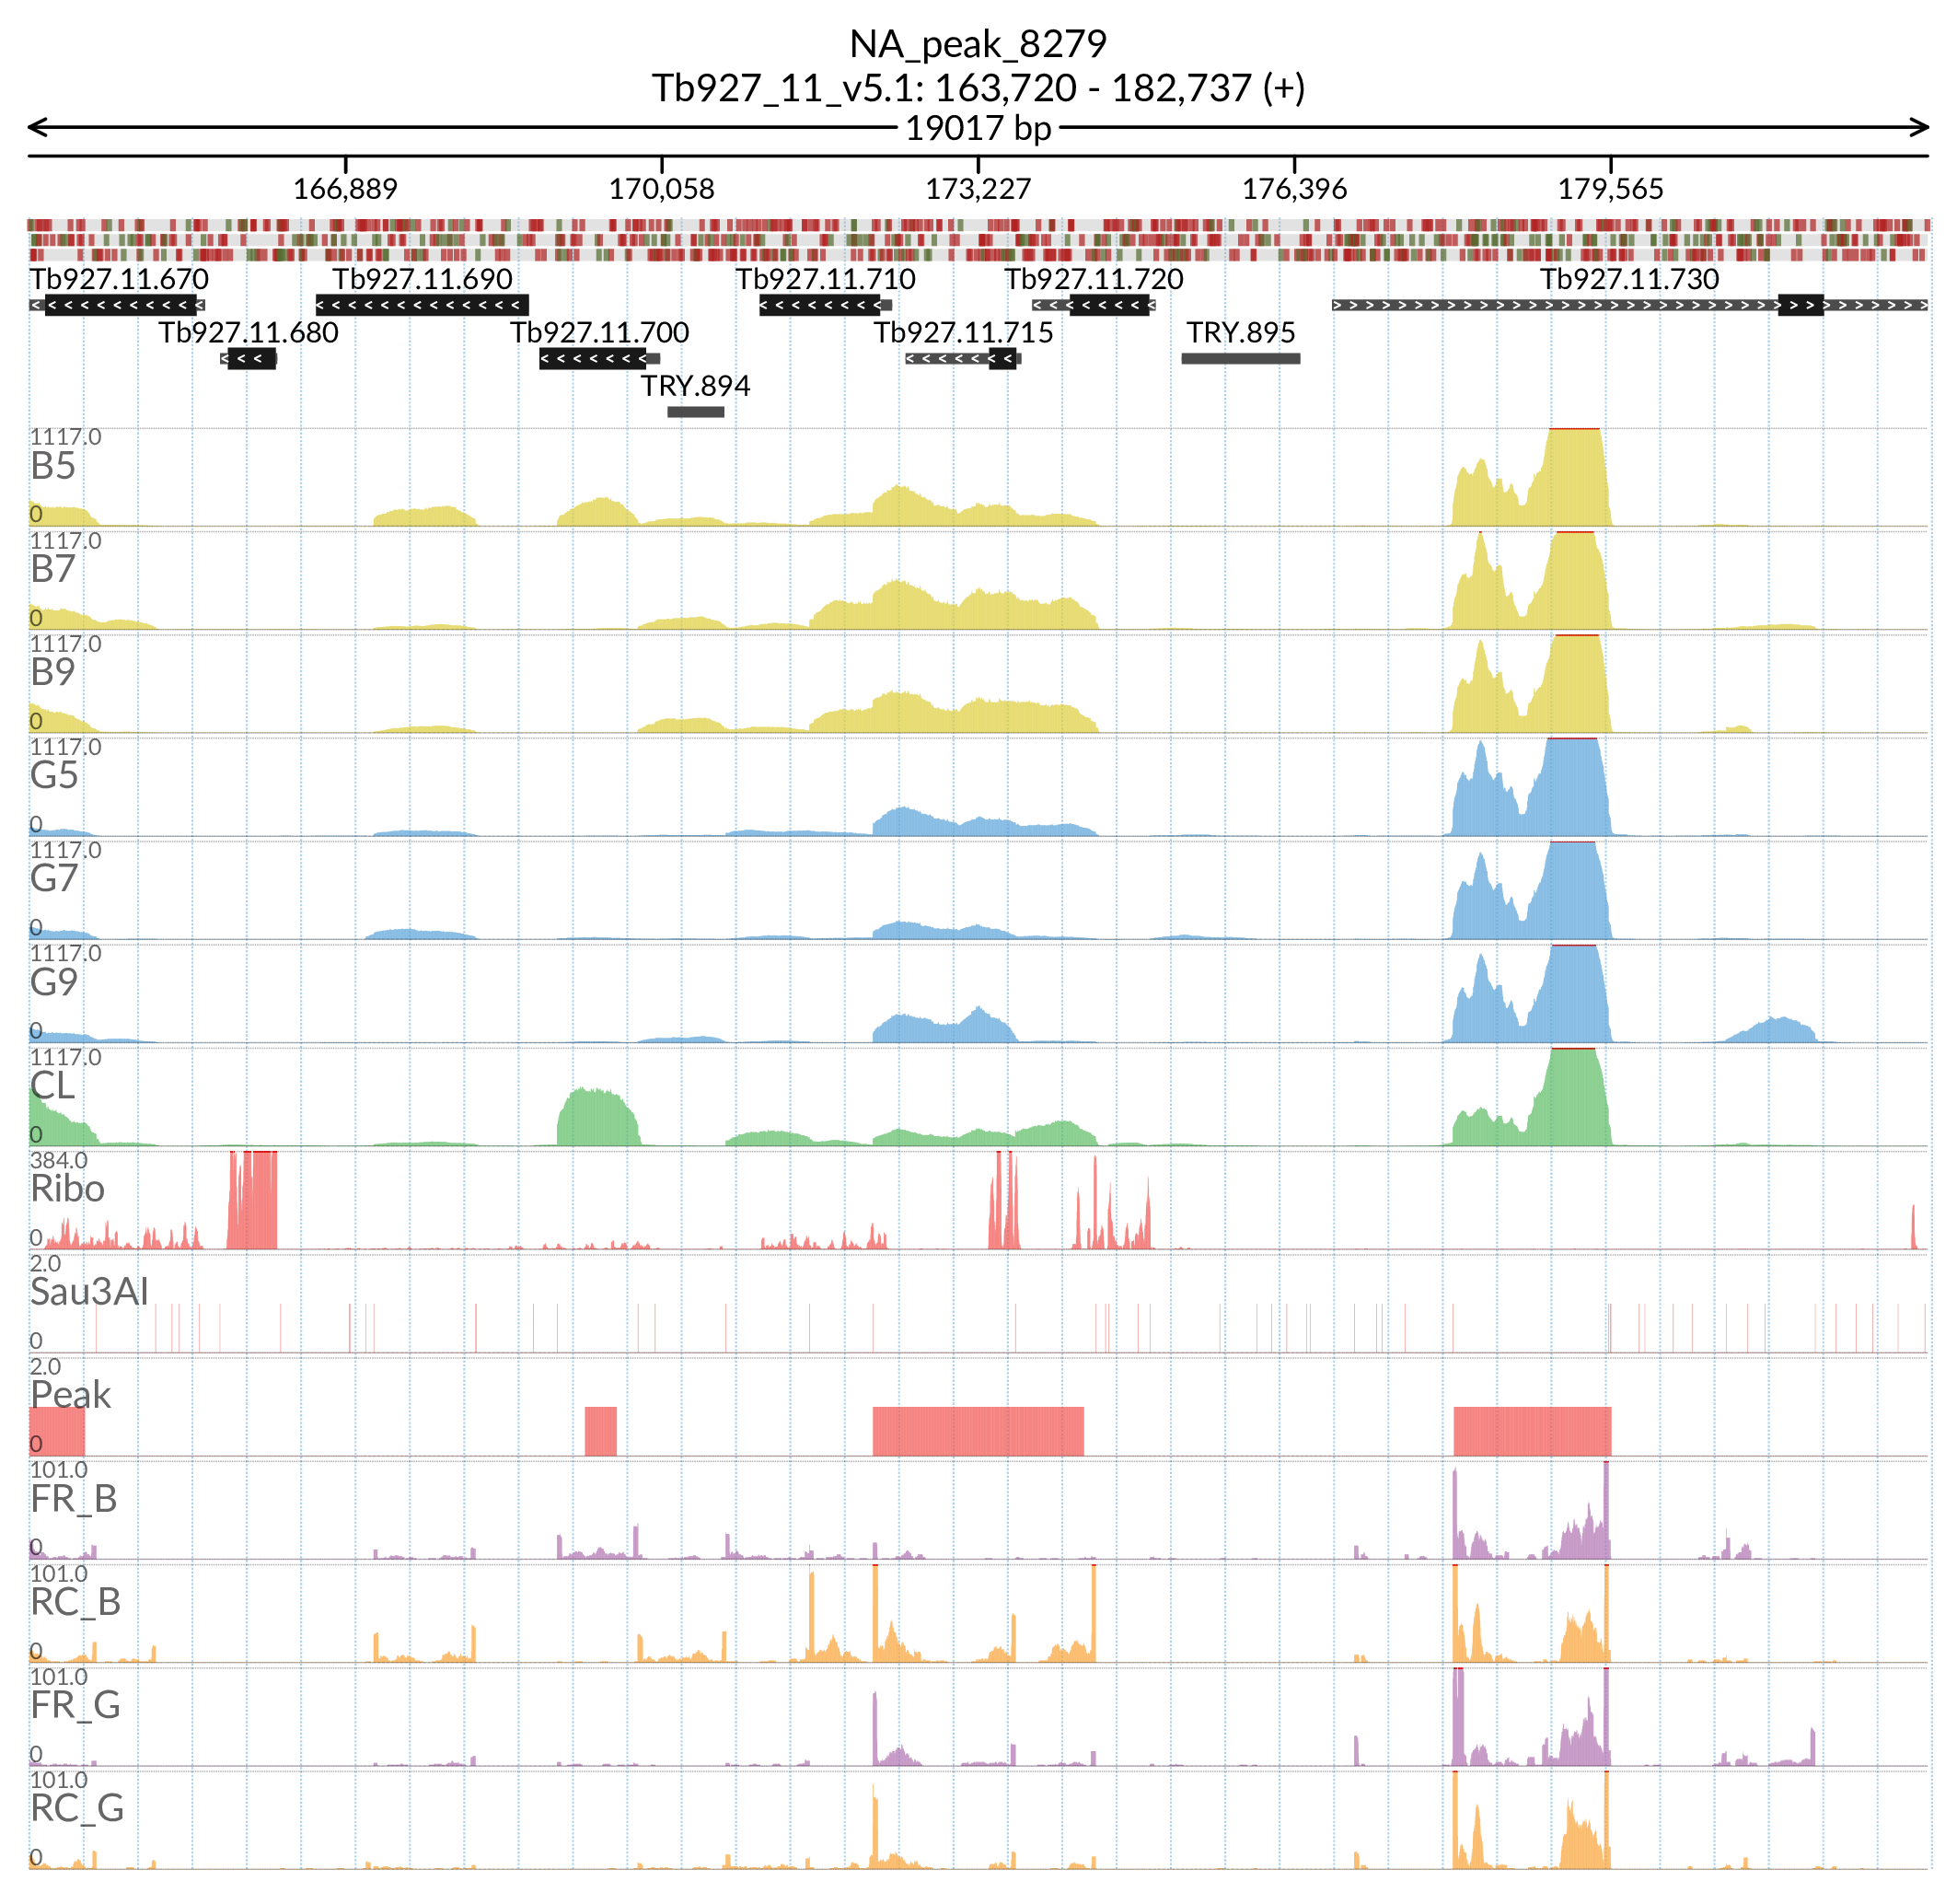 NA_peak_8279
Tb927_11_v5.1: 163,720 - 182,737 (+)
19017 bp
166,889 170,058 173,227 176,396 179,565
Tb927.11.670 Tb927.11.690 Tb927.11.710 Tb927.11.720 Tb927.11.730
Tb927.11.680 Tb927.11.700 Tb927.11.715 TRY.895
TRY.894
1117.0
B5
0
1117.0
B7
0
1117.0
B9
0
1117.0
G5
0
1117.0
G7
0
1117.0
G9
0
1117.0
CL
0
384.0
Ribo
0
2.0
Sau3AI
0
2.0
Peak
0
101.0
FR_B
0
101.0
RC_B
0
101.0
FR_G
0
101.0
RC_G
0